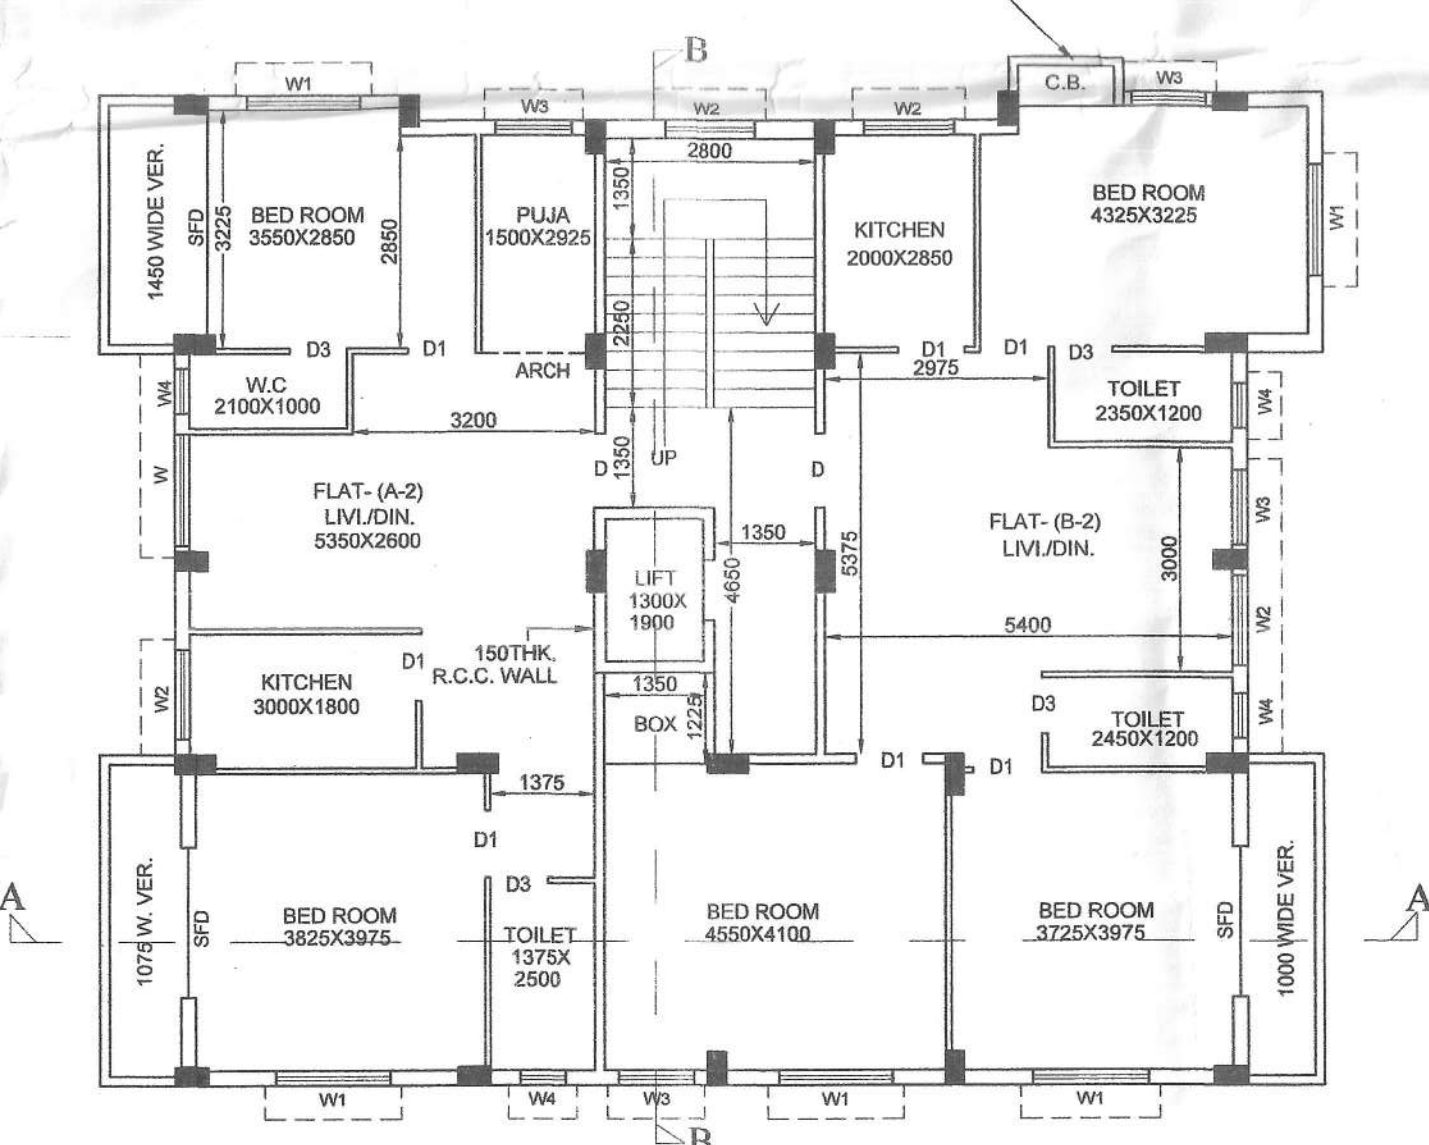 B
W1
W3
W2
W2
C.B.
W3
2800
1450 WIDE VER.
SFD
3225
BED ROOM
3550X2850
2850
PUJA
1500X2925
1350
KITCHEN
2000X2850
BED ROOM
4325X3225
W1
2250
D3
D1
ARCH
D1
D1
D3
2975
W4
W.C
2100X1000
TOILET
2350X1200
W4
3200
1350
UP
W
D
D
FLAT- (A-2)
LIVI./DIN.
5350X2600
FLAT- (B-2)
LIVI./DIN.
W3
1350
5375
3000
4650
LIFT
1300X
1900
W2
5400
150THK.
R.C.C. WALL
D1
W2
KITCHEN
3000X1800
1350
BOX
1225
D3
TOILET
2450X1200
W4
D1
D1
1375
D1
D3
A
1075 W. VER.
SFD
BED ROOM
3825X3975
TOILET
1375X
2500
BED ROOM
4550X4100
BED ROOM
3725X3975
SFD
1000 WIDE VER.
A
W1
W4
W3
W1
W1
B